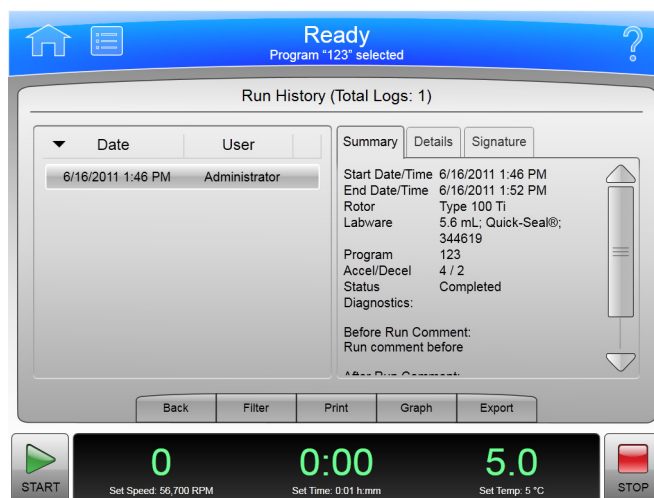 Ready
Program "123" selected
?
Run History (Total Logs: 1)
Date User
6/16/2011 1:46 PM Administrator
Summary Details Signature
Start Date/Time 6/16/2011 1:46 PM
End Date/Time 6/16/2011 1:52 PM
Rotor Type 100 Ti
Labware 5.6 mL; Quick-Seal®;
344619
Program 123
Accel/Decel 4 / 2
Status Completed
Diagnostics:
Before Run Comment:
Run comment before
After Run Comment:
Back Filter Print Graph Export
START
0
Set Speed: 56,700 RPM
0:00
Set Time: 0:01 h:mm
5.0
Set Temp: 5 °C
STOP